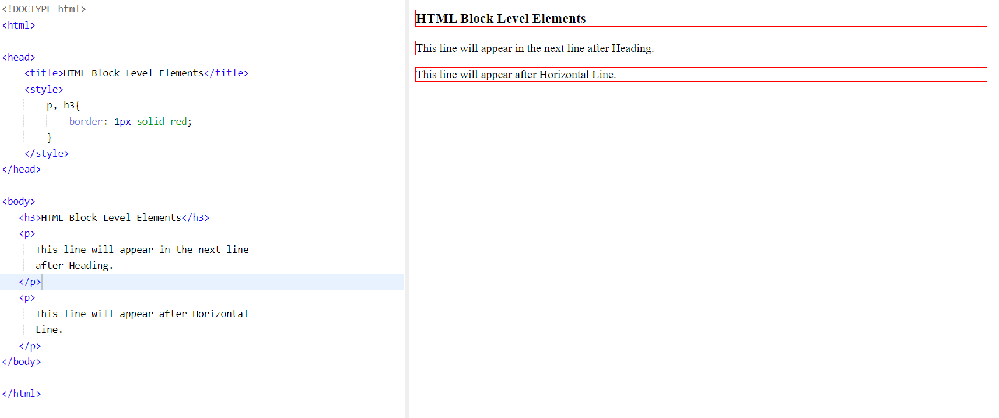 <!DOCTYPE html>
<html>
<head>
<title>HTML Block Level Elements</title>
<style>
p, h3{
border: 1px solid red;
}
</style>
</head>
<body>
<h3>HTML Block Level Elements</h3>
<p>
This line will appear in the next line
after Heading.
</p>
<p>
This line will appear after Horizontal
Line.
</p>
</body>
</html>
HTML Block Level Elements
This line will appear in the next line after Heading.
This line will appear after Horizontal Line.